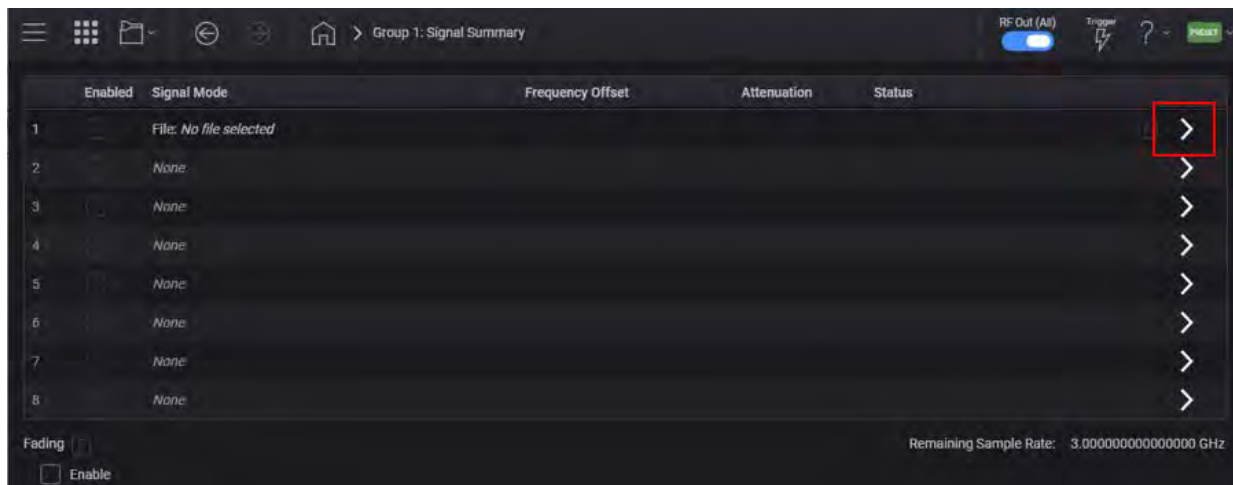 RF Out (All) Trigger ? PRESET
Group 1: Signal Summary
Enabled Signal Mode Frequency Offset Attenuation Status
1 File: No file selected
2 None
3 None
4 None
5 None
6 None
7 None
8 None
Fading
Remaining Sample Rate: 3.000000000000000 GHz
Enable